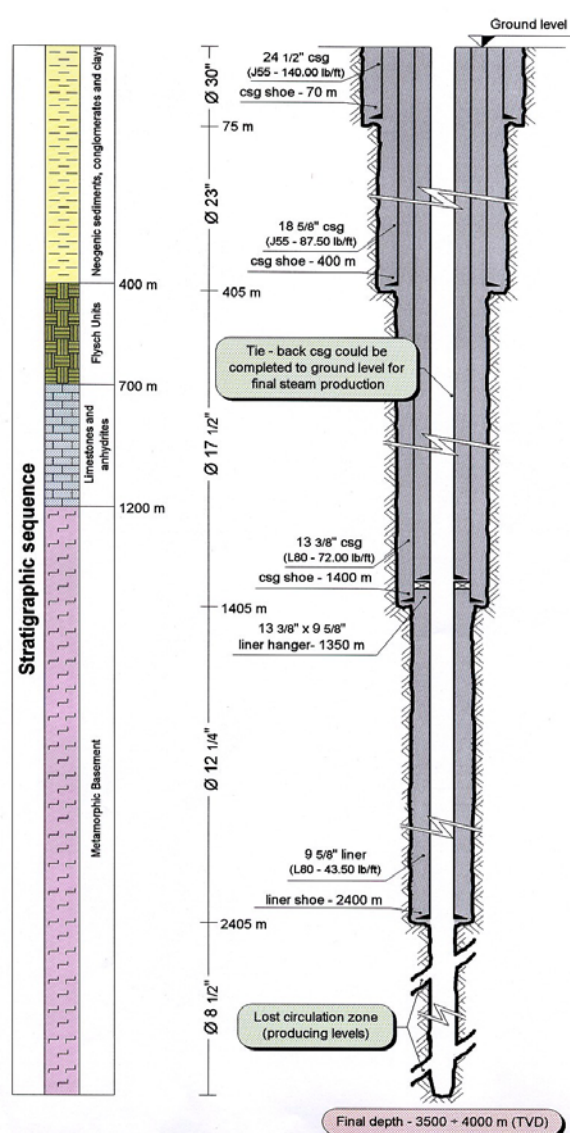 Ground level
24 1/2" csg
(J55 - 140.00 lb/ft)
csg shoe - 70 m
Ø 30"
75 m
Neogenic sediments, conglomerates and clays
Ø 23"
18 5/8" csg
(J55 - 87.50 lb/ft)
csg shoe - 400 m
400 m
405 m
Flysch Units
Tie - back csg could be
completed to ground level for
final steam production
700 m
Limestones and
anhydrites
Ø 17 1/2"
Stratigraphic sequence
1200 m
13 3/8" csg
(L80 - 72.00 lb/ft)
csg shoe - 1400 m
1405 m
13 3/8" x 9 5/8"
liner hanger- 1350 m
Metamorphic Basement
Ø 12 1/4"
9 5/8" liner
(L80 - 43.50 lb/ft)
liner shoe - 2400 m
2405 m
Ø 8 1/2"
Lost circulation zone
(producing levels)
Final depth - 3500 ÷ 4000 m (TVD)